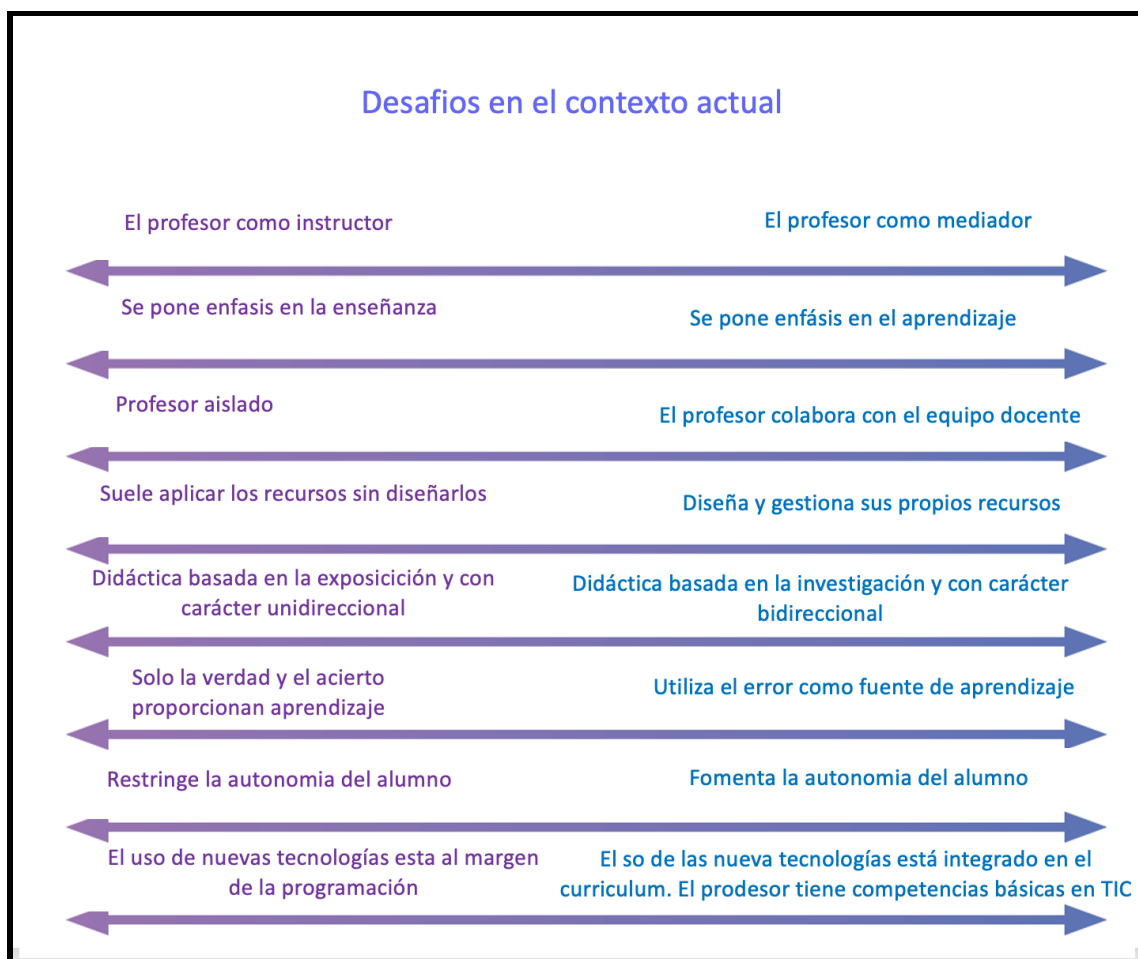 Desafios en el contexto actual
El profesor como instructor
El profesor como mediador
Se pone enfasis en la enseñanza
Se pone enfásis en el aprendizaje
Profesor aislado
El profesor colabora con el equipo docente
Suele aplicar los recursos sin diseñarlos
Diseña y gestiona sus propios recursos
Didáctica basada en la exposicición y con
carácter unidireccional
Didáctica basada en la investigación y con carácter
bidireccional
Solo la verdad y el acierto
proporcionan aprendizaje
Utiliza el error como fuente de aprendizaje
Restringe la autonomia del alumno
Fomenta la autonomia del alumno
El uso de nuevas tecnologías esta al margen
de la programación
El so de las nueva tecnologías está integrado en el
curriculum. El prodesor tiene competencias básicas en TIC